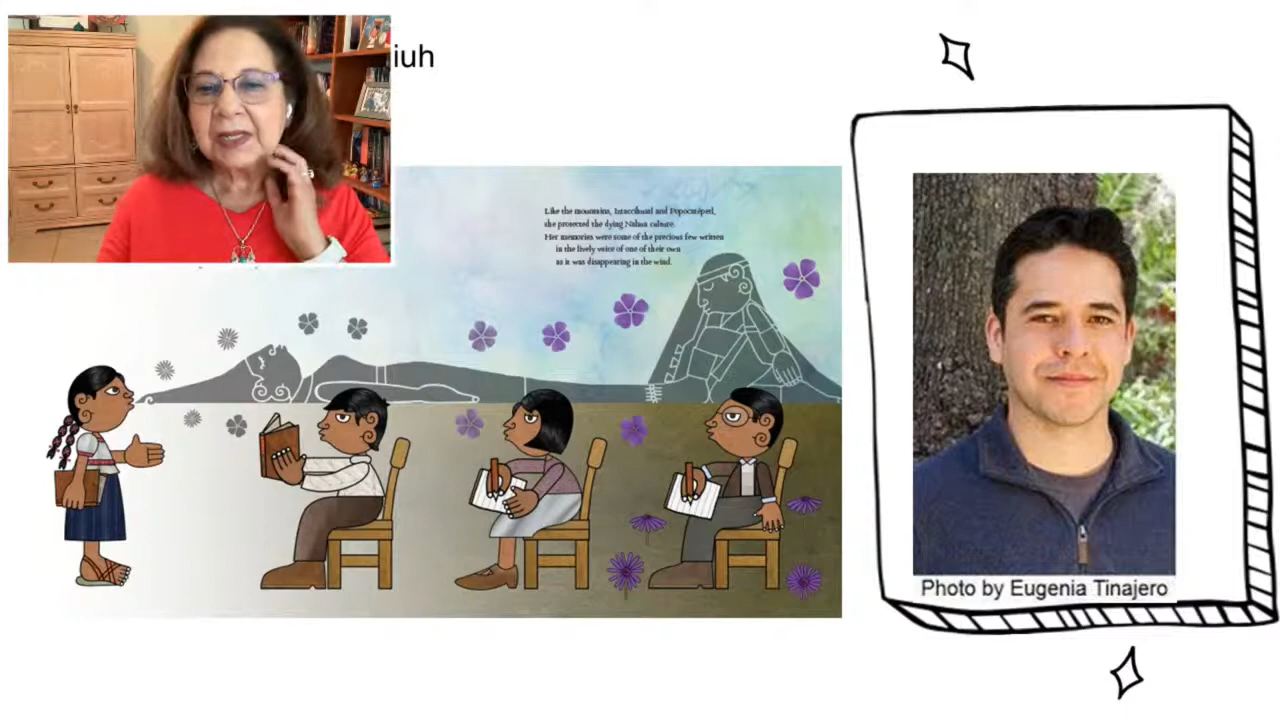 iuh
Like the mountains, Iztaccíhuatl and Popocatépetl,
she protected the dying Nahua culture.
Her memories were some of the precious few written
in the lively voice of one of their own
as it was disappearing in the wind.
Photo by Eugenia Tinajero